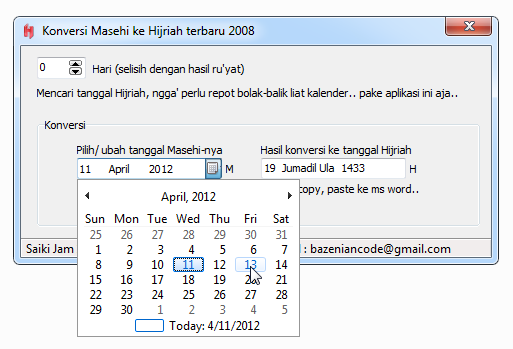 Konversi Masehi ke Hijriah terbaru 2008
0 Hari (selisih dengan hasil ru'yat)
Mencari tanggal Hijriah, ngga' perlu repot bolak-balik liat kalender.. pake aplikasi ini aja..
Konversi
Pilih/ ubah tanggal Masehi-nya Hasil konversi ke tanggal Hijriah
11 April 2012 M 19 Jumadil Ula 1433 H
copy, paste ke ms word..
April, 2012
Sun Mon Tue Wed Thu Fri Sat
25 26 27 28 29 30 31
1 2 3 4 5 6 7
8 9 10 11 12 13 14
15 16 17 18 19 20 21
22 23 24 25 26 27 28
29 30 1 2 3 4 5
Today: 4/11/2012
Saiki Jam : bazeniancode@gmail.com